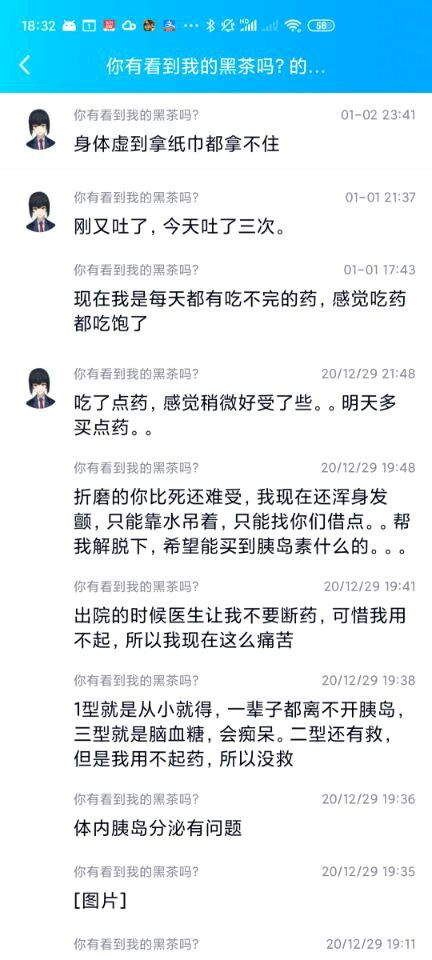 18:32
HD
58
你有看到我的黑茶吗? 的...
你有看到我的黑茶吗?
01-02 23:41
身体虚到拿纸巾都拿不住
你有看到我的黑茶吗?
01-01 21:37
刚又吐了，今天吐了三次。
你有看到我的黑茶吗?
01-01 17:43
现在我是每天都有吃不完的药，感觉吃药
都吃饱了
你有看到我的黑茶吗?
20/12/29 21:48
吃了点药，感觉稍微好受了些。。明天多
买点药。。
你有看到我的黑茶吗?
20/12/29 19:48
折磨的你比死还难受，我现在还浑身发
颤，只能靠水吊着，只能找你们借点。。帮
我解脱下，希望能买到胰岛素什么的。。。
你有看到我的黑茶吗?
20/12/29 19:41
出院的时候医生让我不要断药，可惜我用
不起，所以我现在这么痛苦
你有看到我的黑茶吗?
20/12/29 19:38
1型就是从小就得，一辈子都离不开胰岛，
三型就是脑血糖，会痴呆。二型还有救，
但是我用不起药，所以没救
你有看到我的黑茶吗?
20/12/29 19:36
体内胰岛分泌有问题
你有看到我的黑茶吗?
20/12/29 19:35
[图片]
你有看到我的黑茶吗?
20/12/29 19:11